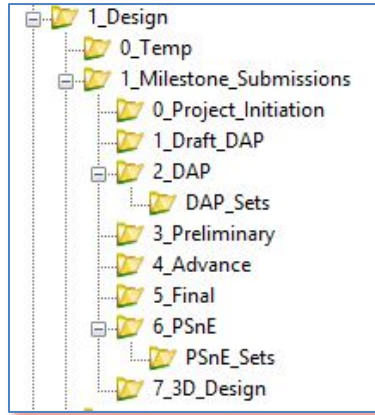 1_Design
0_Temp
1_Milestone_Submissions
0_Project_Initiation
1_Draft_DAP
2_DAP
DAP_Sets
3_Preliminary
4_Advance
5_Final
6_PSnE
PSnE_Sets
7_3D_Design